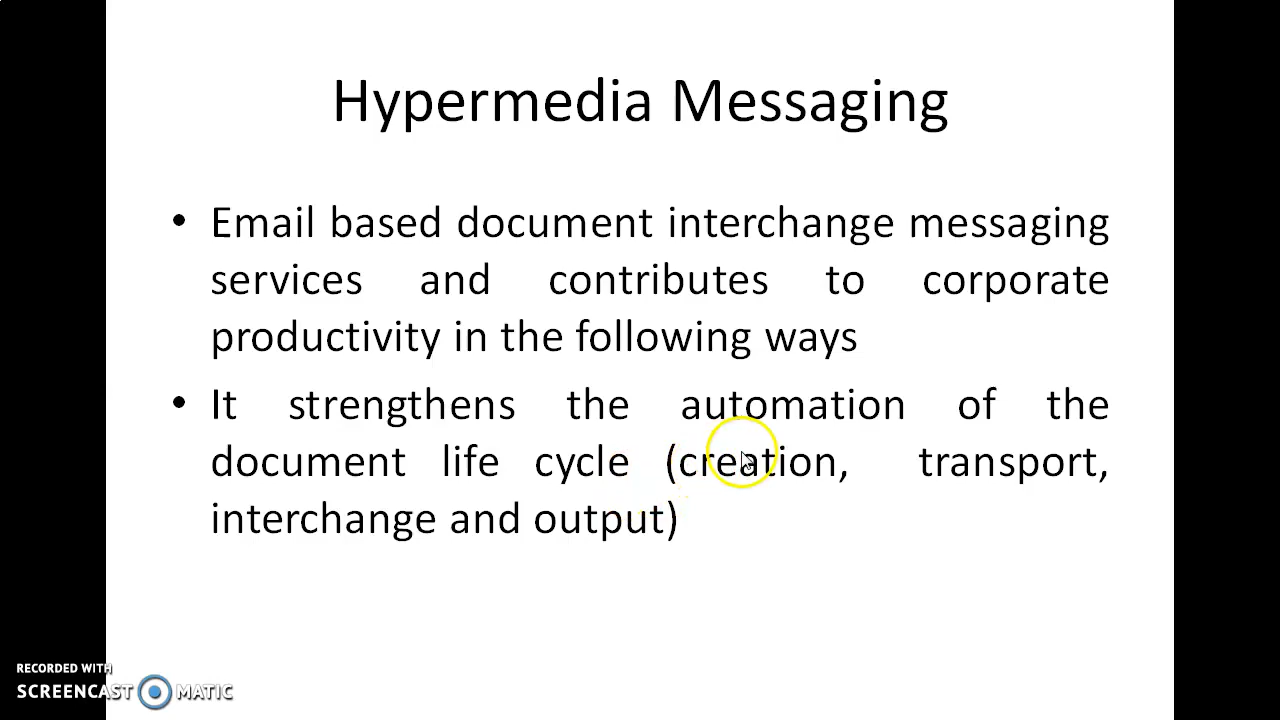 Hypermedia Messaging
• Email based document interchange messaging
services and contributes to corporate
productivity in the following ways
• It strengthens the automation of the
document life cycle (creation, transport,
interchange and output)
RECORDED WITH
SCREENCAST MATIC